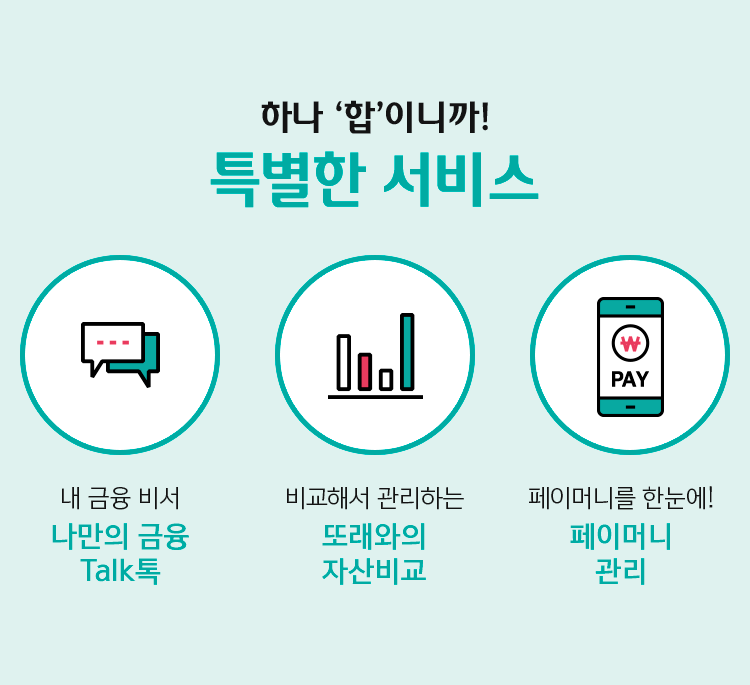 하나 ‘합’이니까!
특별한 서비스
₩
PAY
내 금융 비서
나만의 금융
Talk톡
비교해서 관리하는
또래와의
자산비교
페이머니를 한눈에!
페이머니
관리